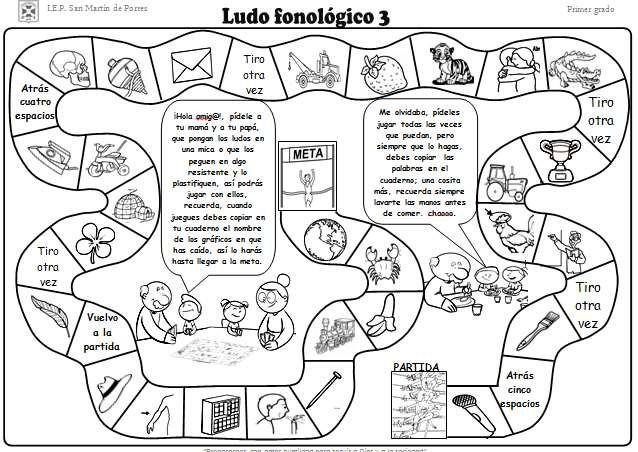 I.E.P. San Martín de Porres
Ludo fonológico 3
Primer grado
Tiro
otra
vez
Atrás
cuatro
espacios
Tiro
otra
vez
¡Hola amig@!, pídele a
tu mamá y a tu papá,
que pongan los ludos en
una mica o que los
peguen en algo
resistente y lo
plastifiquen, así podrás
jugar con ellos,
recuerda, cuando
juegues debes copiar en
tu cuaderno el nombre
de los gráficos en que
has caído, así lo harás
hasta llegar a la meta.
META
Me olvidaba, pídeles
jugar todas las veces
que puedan, pero
siempre que lo hagas,
debes copiar las
palabras en el
cuaderno; una cosita
más, recuerda siempre
lavarte las manos antes
de comer. chaooo.
Tiro
otra
vez
Tiro
otra
vez
Vuelvo
a la
partida
PARTIDA
Atrás
cinco
espacios